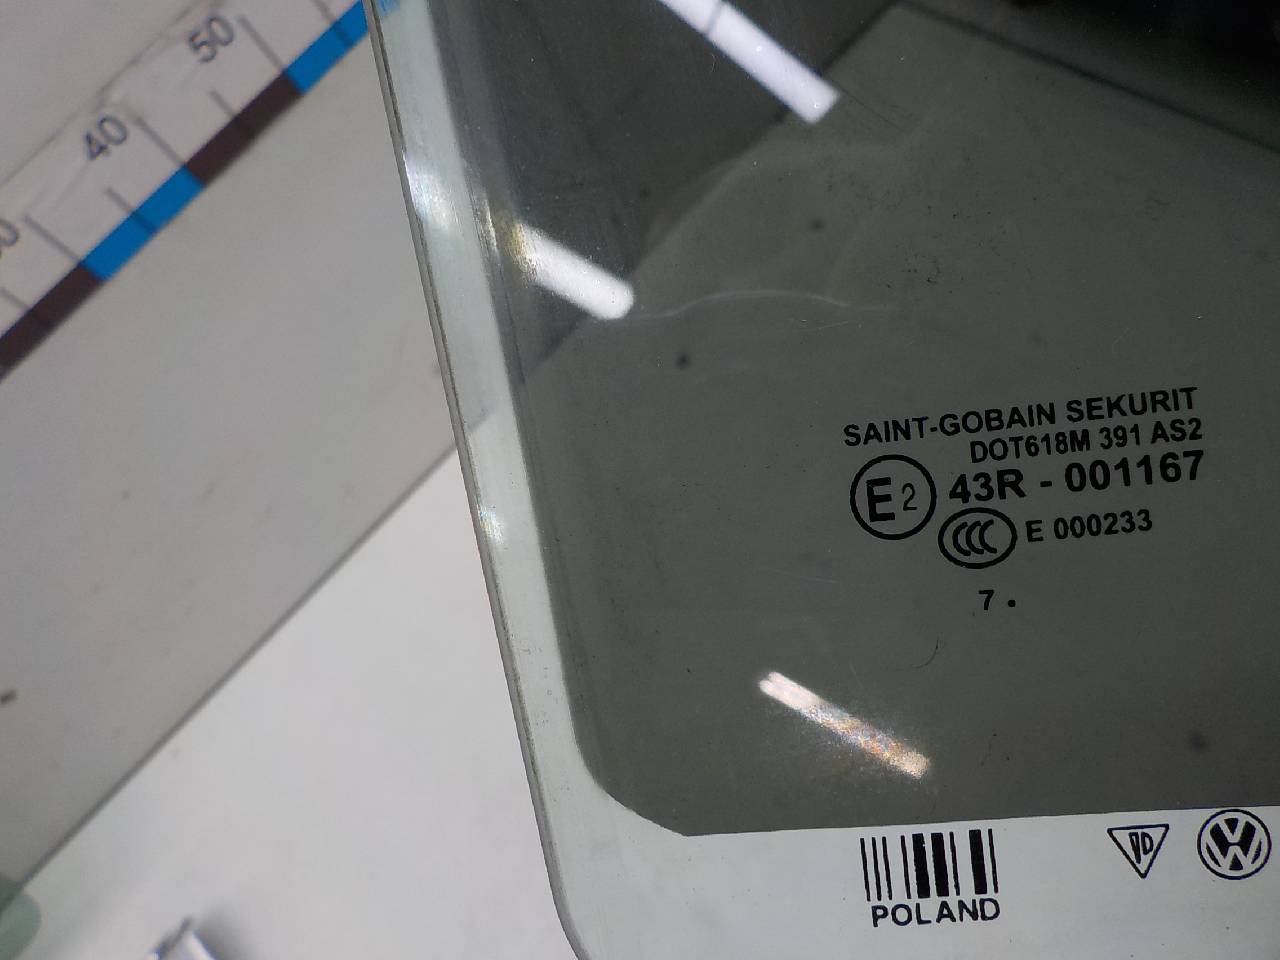 50
40
SAINT-GOBAIN SEKURIT
DOT618M 391 AS2
E2 43R - 001167
CCC E 000233
7 .
POLAND